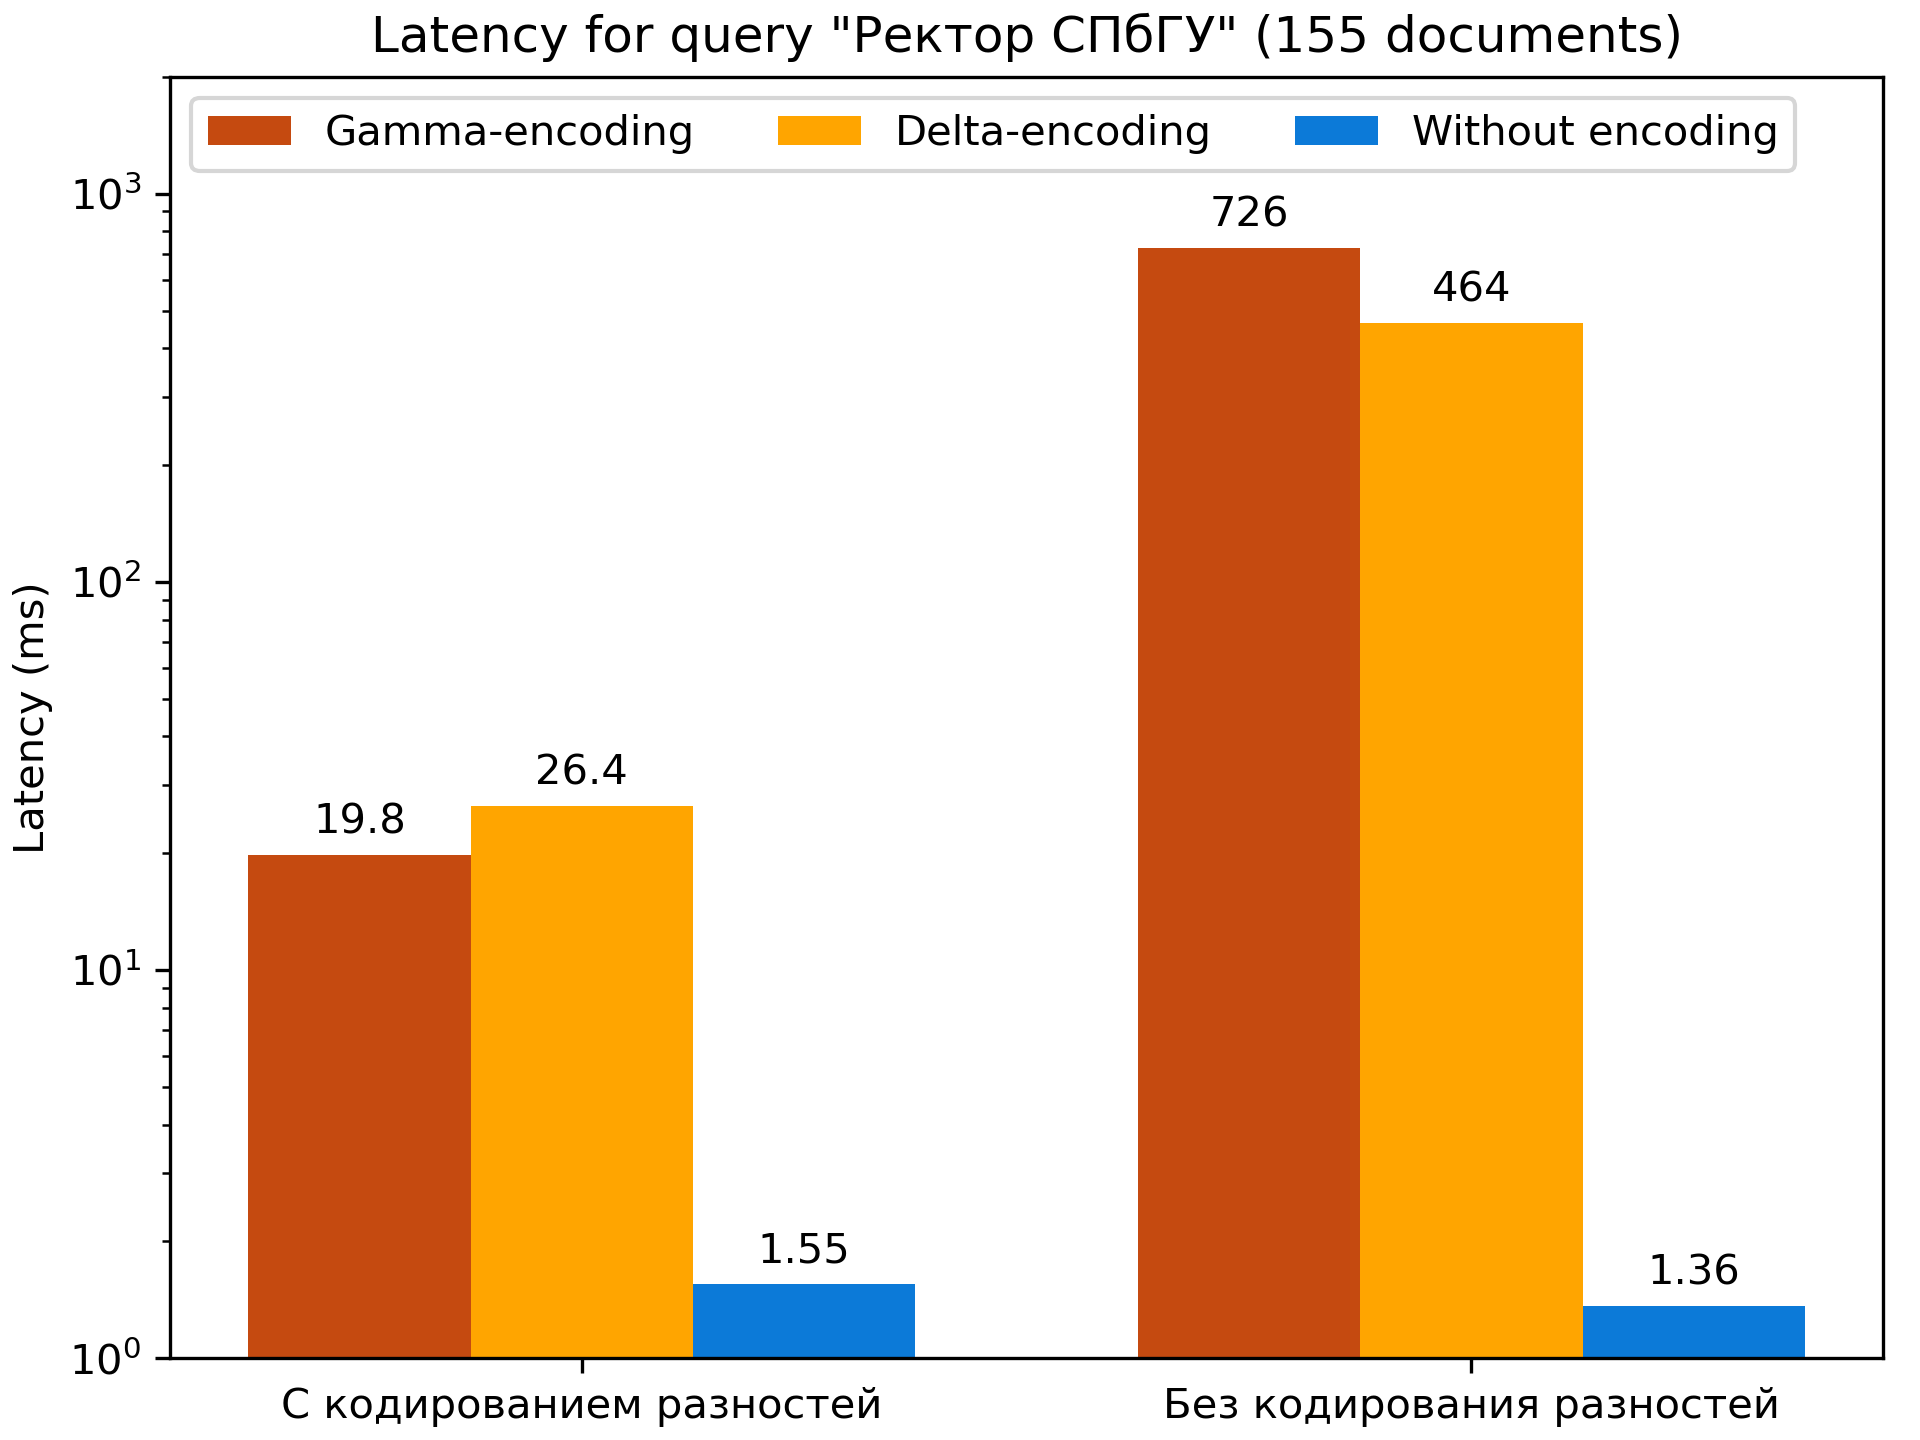 Latency for query "Ректор СПбГУ" (155 documents)
Gamma-encoding Delta-encoding Without encoding
10³
726
464
10²
Latency (ms)
26.4
19.8
10¹
1.55
1.36
10⁰
С кодированием разностей Без кодирования разностей